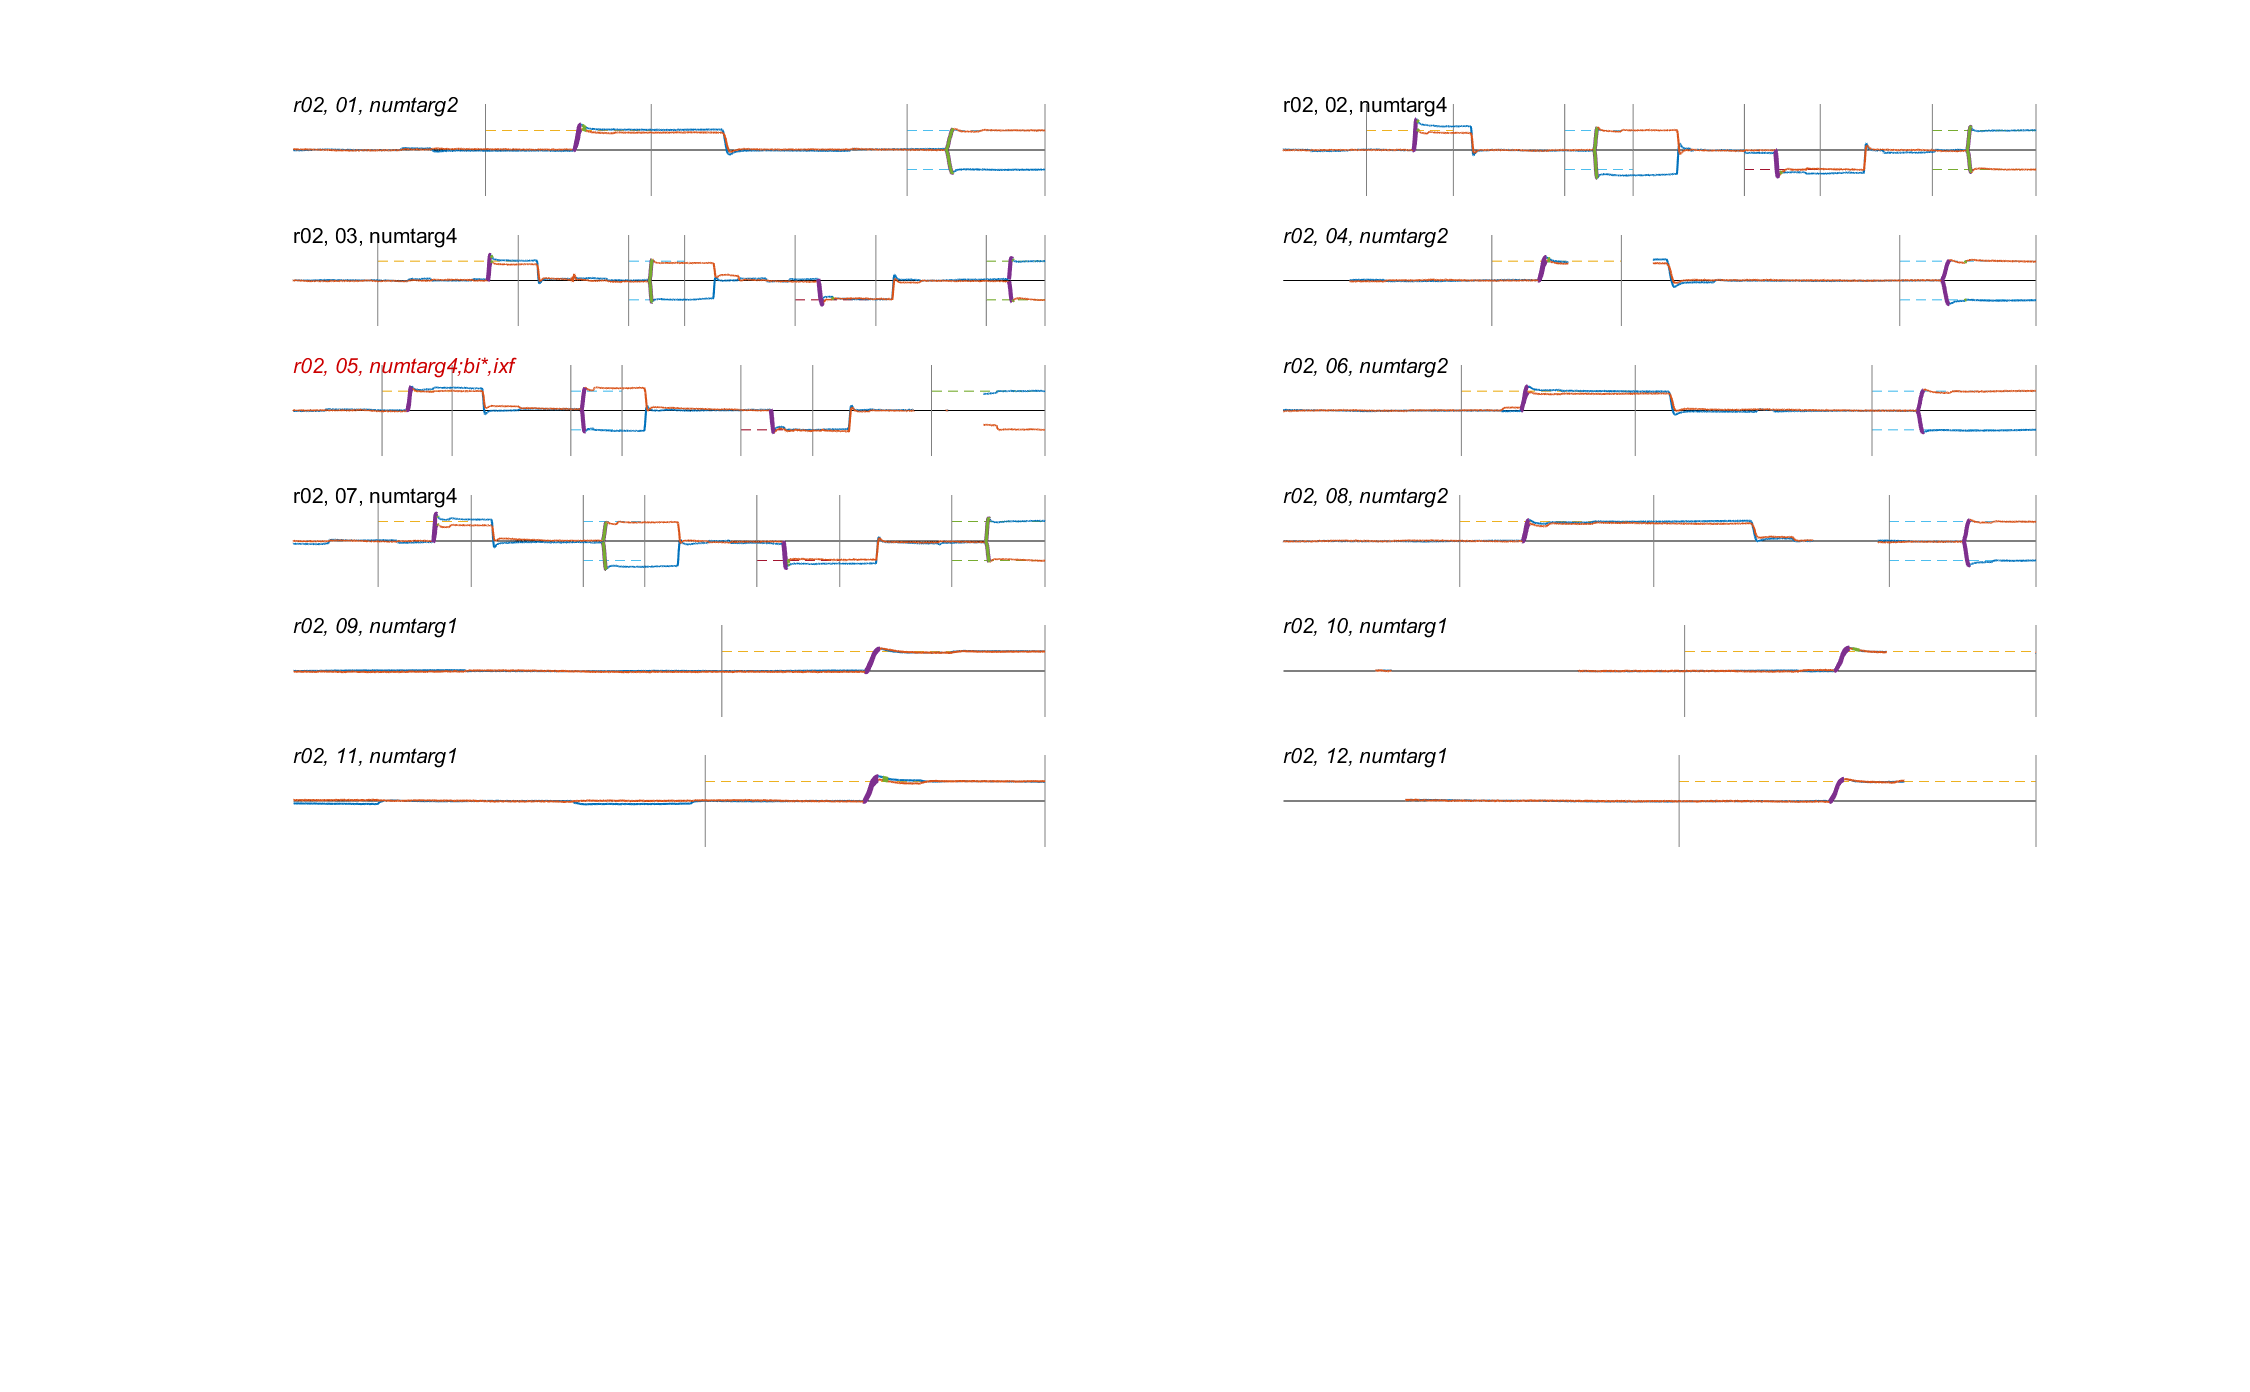 r02, 01, numtarg2
r02, 02, numtarg4
r02, 03, numtarg4
r02, 04, numtarg2
r02, 05, numtarg4;bi*,ixf
r02, 06, numtarg2
r02, 07, numtarg4
r02, 08, numtarg2
r02, 09, numtarg1
r02, 10, numtarg1
r02, 11, numtarg1
r02, 12, numtarg1